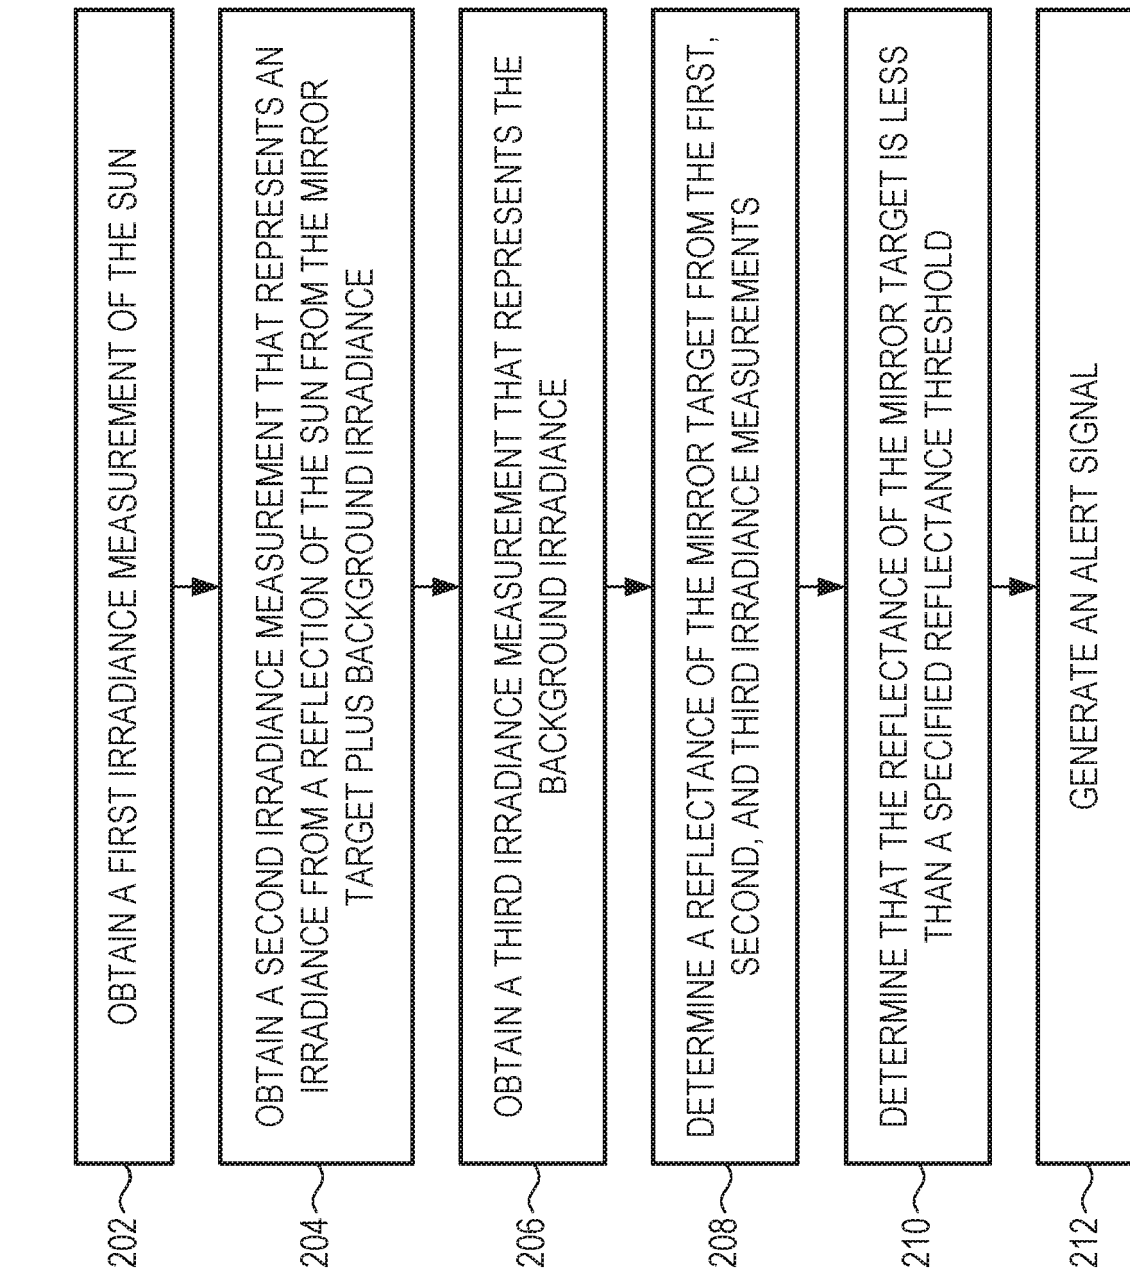 202
OBTAIN A FIRST IRRADIANCE MEASUREMENT OF THE SUN
204
OBTAIN A SECOND IRRADIANCE MEASUREMENT THAT REPRESENTS AN
IRRADIANCE FROM A REFLECTION OF THE SUN FROM THE MIRROR
TARGET PLUS BACKGROUND IRRADIANCE
206
OBTAIN A THIRD IRRADIANCE MEASUREMENT THAT REPRESENTS THE
BACKGROUND IRRADIANCE
208
DETERMINE A REFLECTANCE OF THE MIRROR TARGET FROM THE FIRST,
SECOND, AND THIRD IRRADIANCE MEASUREMENTS
210
DETERMINE THAT THE REFLECTANCE OF THE MIRROR TARGET IS LESS
THAN A SPECIFIED REFLECTANCE THRESHOLD
212
GENERATE AN ALERT SIGNAL